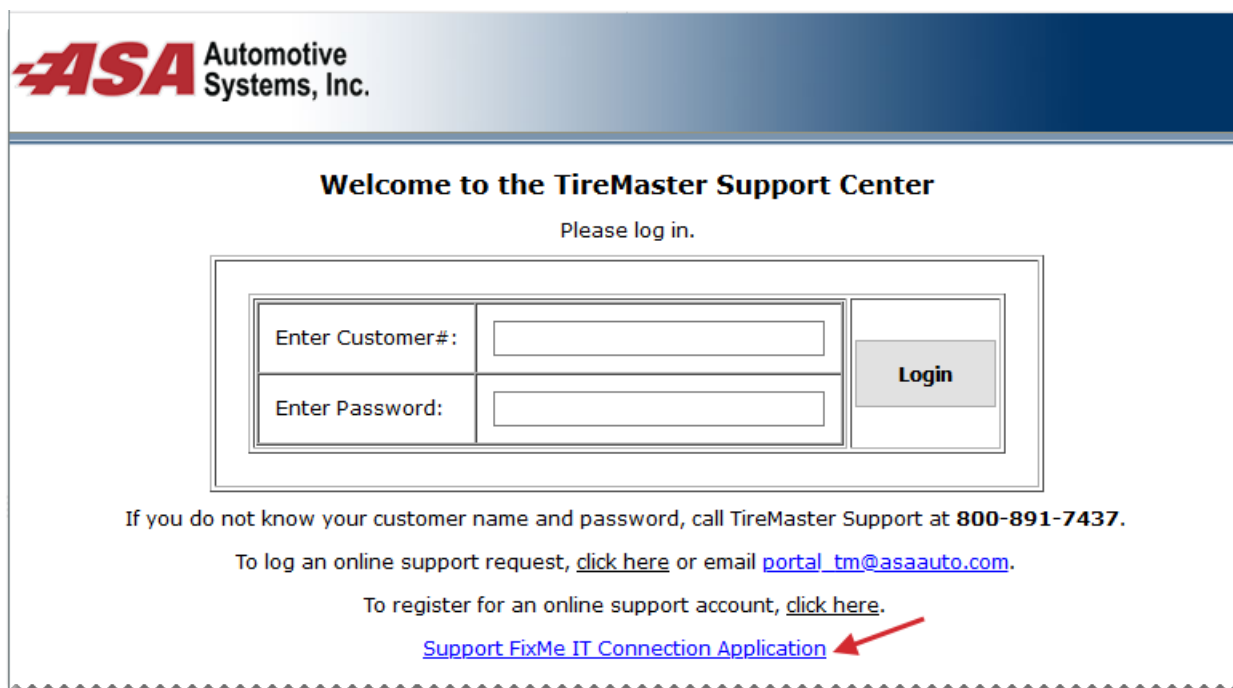 ASA Automotive
Systems, Inc.
Welcome to the TireMaster Support Center
Please log in.
Enter Customer#:
Login
Enter Password:
If you do not know your customer name and password, call TireMaster Support at 800-891-7437.
To log an online support request, click here or email portal_tm@asaauto.com.
To register for an online support account, click here.
Support FixMe IT Connection Application